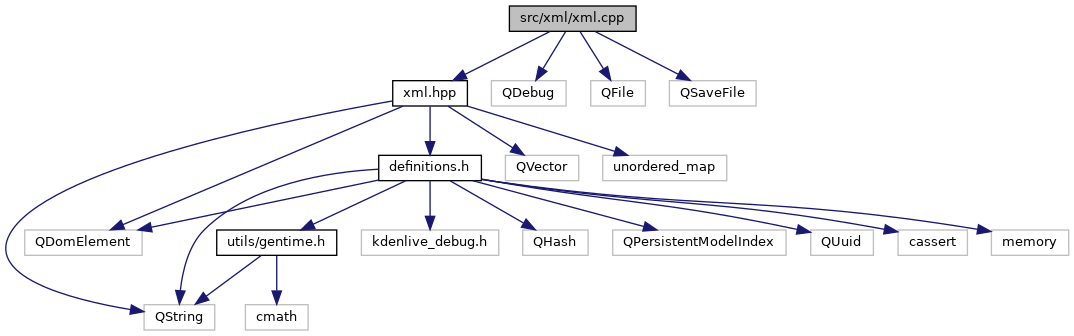 src/xml/xml.cpp
xml.hpp
QDebug
QFile
QSaveFile
definitions.h
QVector
unordered_map
QDomElement
utils/gentime.h
kdenlive_debug.h
QHash
QPersistentModelIndex
QUuid
cassert
memory
QString
cmath